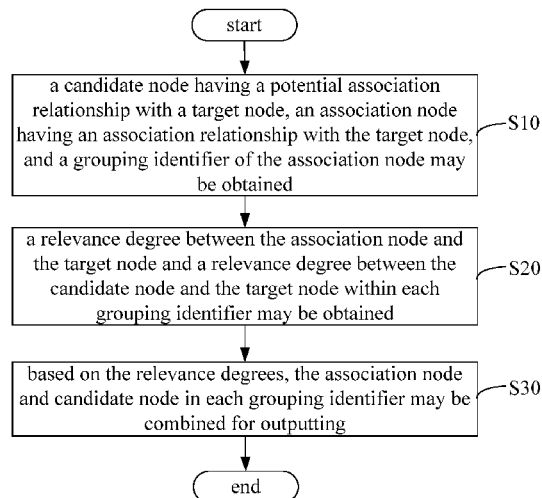 start
a candidate node having a potential association
relationship with a target node, an association node
having an association relationship with the target node,
and a grouping identifier of the association node may
be obtained
S10
a relevance degree between the association node and
the target node and a relevance degree between the
candidate node and the target node within each
grouping identifier may be obtained
S20
based on the relevance degrees, the association node
and candidate node in each grouping identifier may be
combined for outputting
S30
end